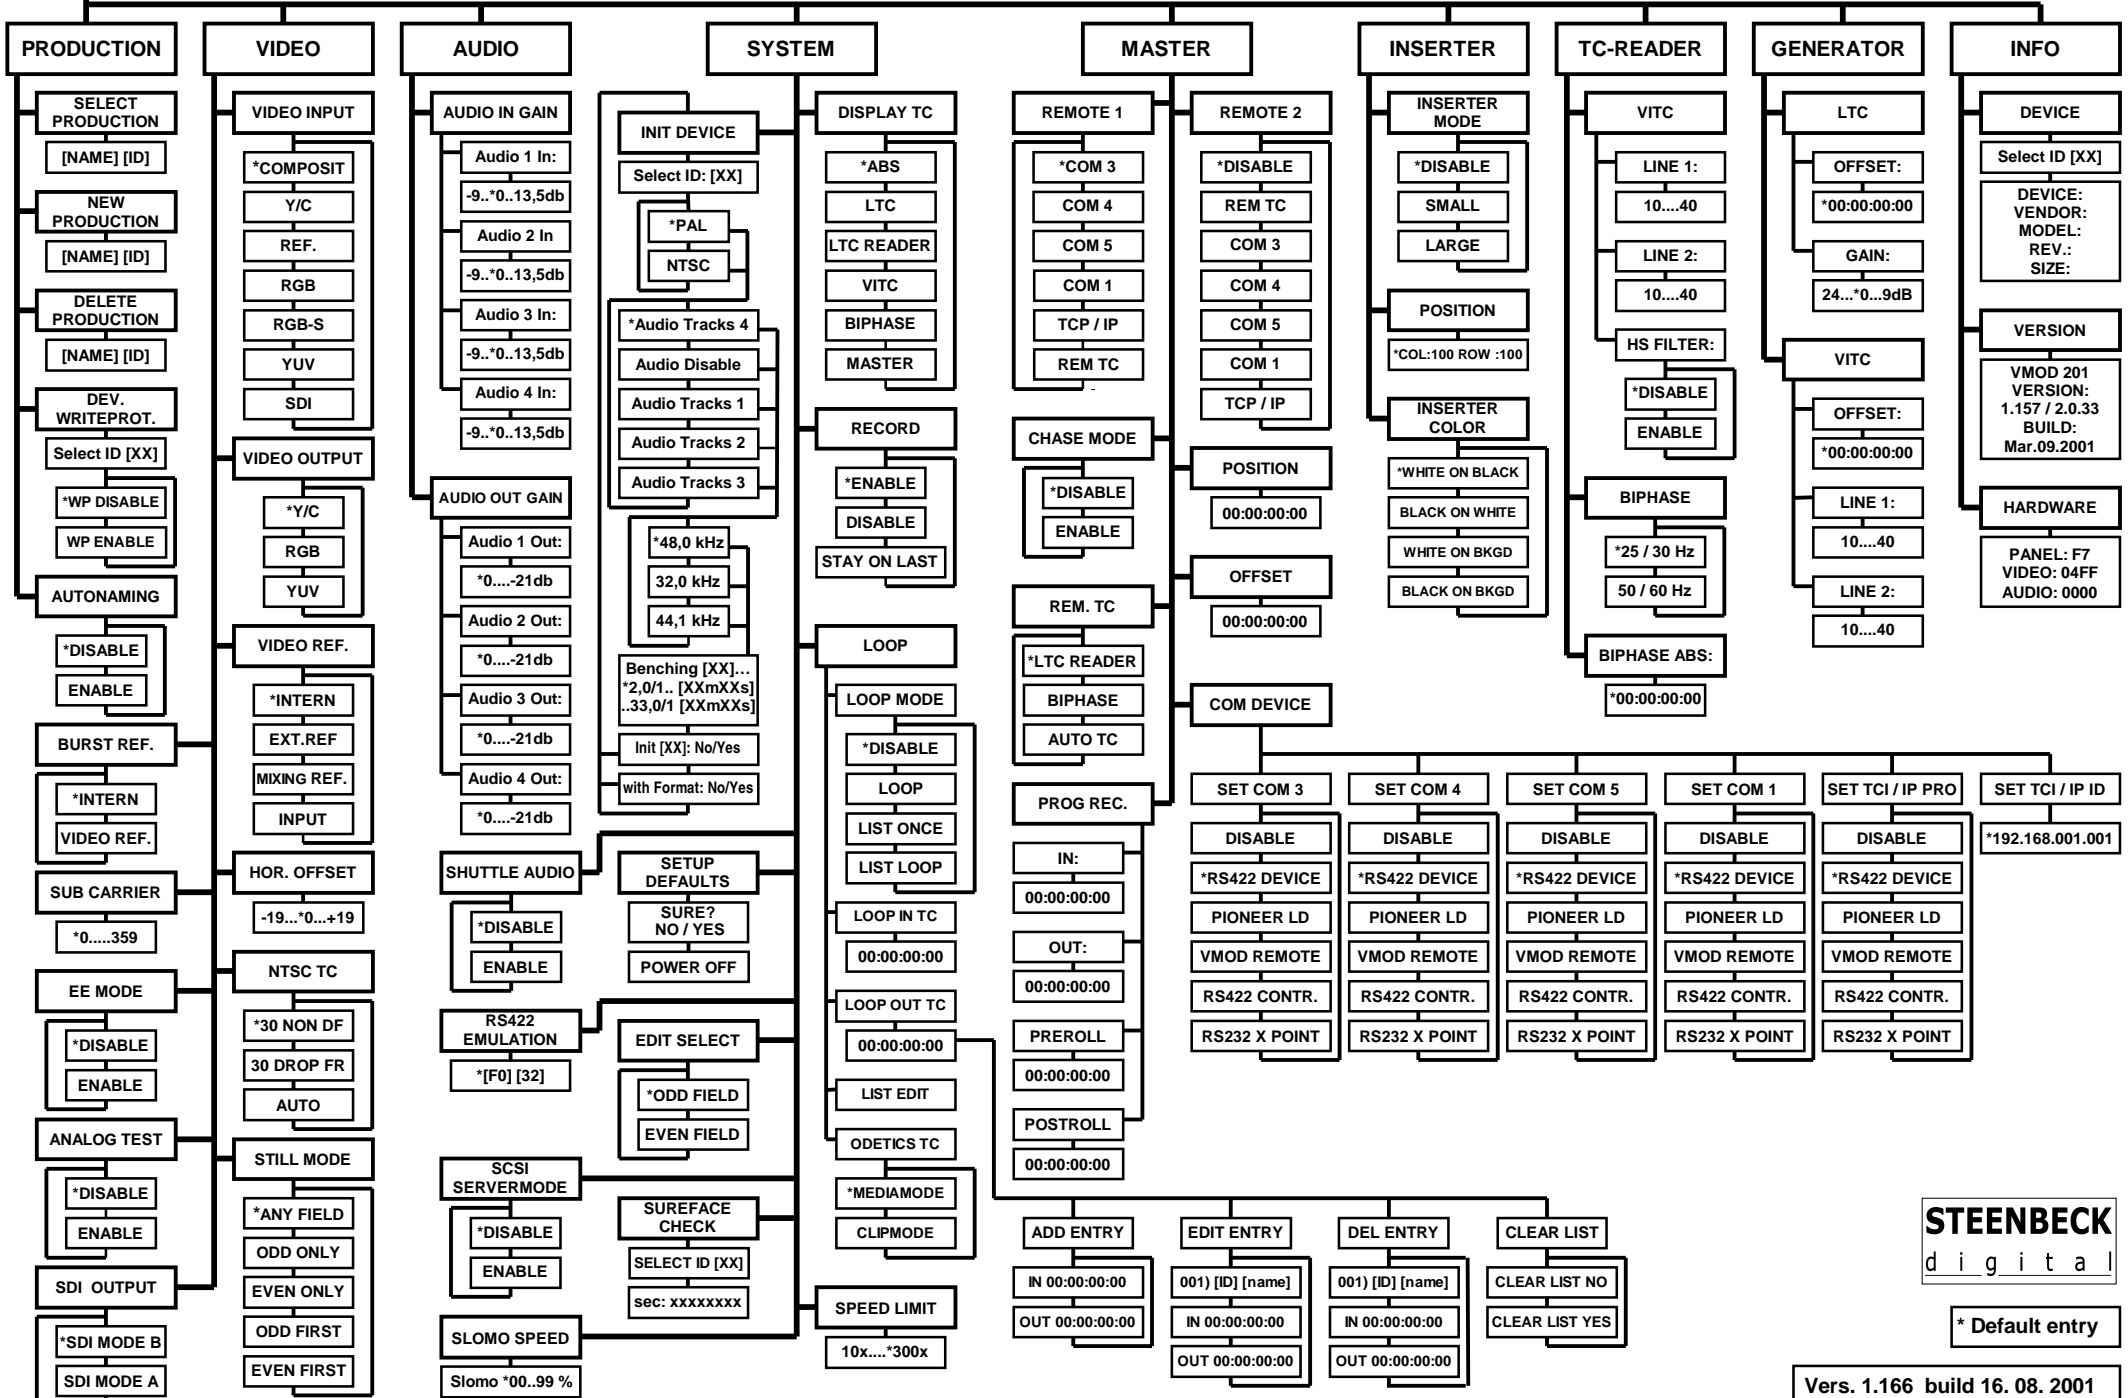 PRODUCTION
VIDEO
AUDIO
SYSTEM
MASTER
INSERTER
TC-READER
GENERATOR
INFO
SELECT
PRODUCTION
[NAME] [ID]
NEW
PRODUCTION
[NAME] [ID]
DELETE
PRODUCTION
[NAME] [ID]
DEV.
WRITEPROT.
Select ID [XX]
*WP DISABLE
WP ENABLE
AUTONAMING
*DISABLE
ENABLE
BURST REF.
*INTERN
VIDEO REF.
SUB CARRIER
*0.....359
EE MODE
*DISABLE
ENABLE
ANALOG TEST
*DISABLE
ENABLE
SDI OUTPUT
*SDI MODE B
SDI MODE A
VIDEO INPUT
*COMPOSIT
Y/C
REF.
RGB
RGB-S
YUV
SDI
VIDEO OUTPUT
*Y/C
RGB
YUV
VIDEO REF.
*INTERN
EXT.REF
MIXING REF.
INPUT
HOR. OFFSET
-19...*0...+19
NTSC TC
*30 NON DF
30 DROP FR
AUTO
STILL MODE
*ANY FIELD
ODD ONLY
EVEN ONLY
ODD FIRST
EVEN FIRST
AUDIO IN GAIN
Audio 1 In:
-9..*0..13,5db
Audio 2 In
-9..*0..13,5db
Audio 3 In:
-9..*0..13,5db
Audio 4 In:
-9..*0..13,5db
AUDIO OUT GAIN
Audio 1 Out:
*0....-21db
Audio 2 Out:
*0....-21db
Audio 3 Out:
*0....-21db
Audio 4 Out:
*0....-21db
INIT DEVICE
Select ID: [XX]
*PAL
NTSC
*Audio Tracks 4
Audio Disable
Audio Tracks 1
Audio Tracks 2
Audio Tracks 3
*48,0 kHz
32,0 kHz
44,1 kHz
Benching [XX]...
*2,0/1.. [XXmXXs]
..33,0/1 [XXmXXs]
Init [XX]: No/Yes
with Format: No/Yes
SHUTTLE AUDIO
*DISABLE
ENABLE
SETUP
DEFAULTS
SURE?
NO / YES
POWER OFF
RS422
EMULATION
*[F0] [32]
EDIT SELECT
*ODD FIELD
EVEN FIELD
SCSI
SERVERMODE
*DISABLE
ENABLE
SUREFACE
CHECK
SELECT ID [XX]
sec: xxxxxxxx
SLOMO SPEED
Slomo *00..99 %
DISPLAY TC
*ABS
LTC
LTC READER
VITC
BIPHASE
MASTER
RECORD
*ENABLE
DISABLE
STAY ON LAST
LOOP
LOOP MODE
*DISABLE
LOOP
LIST ONCE
LIST LOOP
LOOP IN TC
00:00:00:00
LOOP OUT TC
00:00:00:00
LIST EDIT
ODETICS TC
*MEDIAMODE
CLIPMODE
SPEED LIMIT
10x....*300x
REMOTE 1
*COM 3
COM 4
COM 5
COM 1
TCP / IP
REM TC
REMOTE 2
*DISABLE
REM TC
COM 3
COM 4
COM 5
COM 1
TCP / IP
CHASE MODE
*DISABLE
ENABLE
POSITION
00:00:00:00
OFFSET
00:00:00:00
REM. TC
*LTC READER
BIPHASE
AUTO TC
COM DEVICE
PROG REC.
IN:
00:00:00:00
OUT:
00:00:00:00
PREROLL
00:00:00:00
POSTROLL
00:00:00:00
SET COM 3
DISABLE
*RS422 DEVICE
PIONEER LD
VMOD REMOTE
RS422 CONTR.
RS232 X POINT
SET COM 4
DISABLE
*RS422 DEVICE
PIONEER LD
VMOD REMOTE
RS422 CONTR.
RS232 X POINT
SET COM 5
DISABLE
*RS422 DEVICE
PIONEER LD
VMOD REMOTE
RS422 CONTR.
RS232 X POINT
SET COM 1
DISABLE
*RS422 DEVICE
PIONEER LD
VMOD REMOTE
RS422 CONTR.
RS232 X POINT
SET TCI / IP PRO
DISABLE
*RS422 DEVICE
PIONEER LD
VMOD REMOTE
RS422 CONTR.
RS232 X POINT
SET TCI / IP ID
*192.168.001.001
ADD ENTRY
IN 00:00:00:00
OUT 00:00:00:00
EDIT ENTRY
001) [ID] [name]
IN 00:00:00:00
OUT 00:00:00:00
DEL ENTRY
001) [ID] [name]
IN 00:00:00:00
OUT 00:00:00:00
CLEAR LIST
CLEAR LIST NO
CLEAR LIST YES
INSERTER
MODE
*DISABLE
SMALL
LARGE
POSITION
*COL:100 ROW :100
INSERTER
COLOR
*WHITE ON BLACK
BLACK ON WHITE
WHITE ON BKGD
BLACK ON BKGD
VITC
LINE 1:
10....40
LINE 2:
10....40
HS FILTER:
*DISABLE
ENABLE
BIPHASE
*25 / 30 Hz
50 / 60 Hz
BIPHASE ABS:
*00:00:00:00
LTC
OFFSET:
*00:00:00:00
GAIN:
24...*0...9dB
VITC
OFFSET:
*00:00:00:00
LINE 1:
10....40
LINE 2:
10....40
DEVICE
Select ID [XX]
DEVICE:
VENDOR:
MODEL:
REV.:
SIZE:
VERSION
VMOD 201
VERSION:
1.157 / 2.0.33
BUILD:
Mar.09.2001
HARDWARE
PANEL: F7
VIDEO: 04FF
AUDIO: 0000
STEENBECK
digital
* Default entry
Vers. 1.166 build 16. 08. 2001